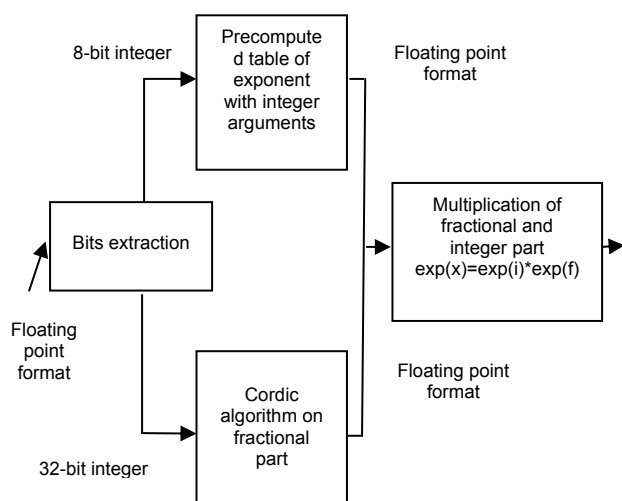 8-bit integer
Precompute
d table of
exponent
with integer
arguments
Floating point
format
Bits extraction
Multiplication of
fractional and
integer part
exp(x)=exp(i)*exp(f)
Floating
point
format
Cordic
algorithm on
fractional
part
Floating point
format
32-bit integer